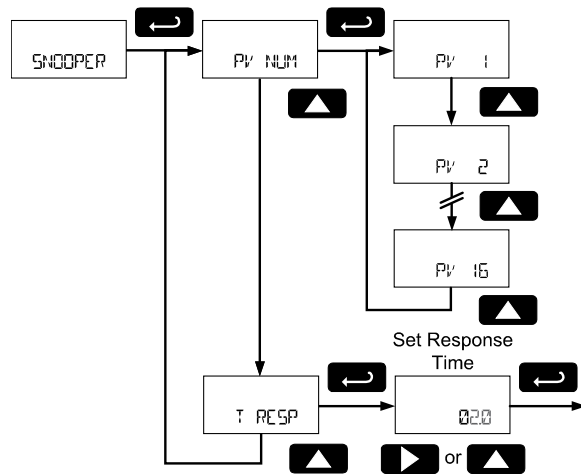 SNOOPER
PV NUM
PV 1
PV 2
PV 16
Set Response
Time
T RESP
02.0
or